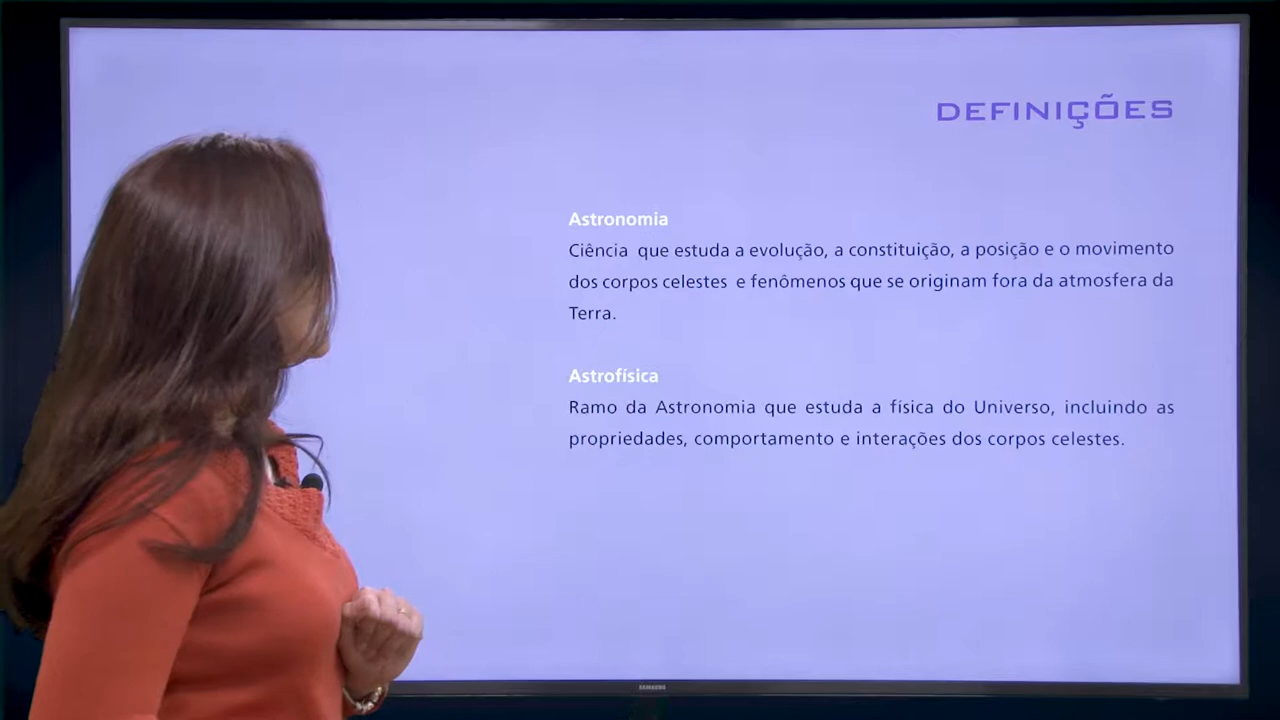 DEFINIÇÕES
Astronomia
Ciência que estuda a evolução, a constituição, a posição e o movimento
dos corpos celestes e fenômenos que se originam fora da atmosfera da
Terra.
Astrofísica
Ramo da Astronomia que estuda a física do Universo, incluindo as
propriedades, comportamento e interações dos corpos celestes.
SAMSUNG